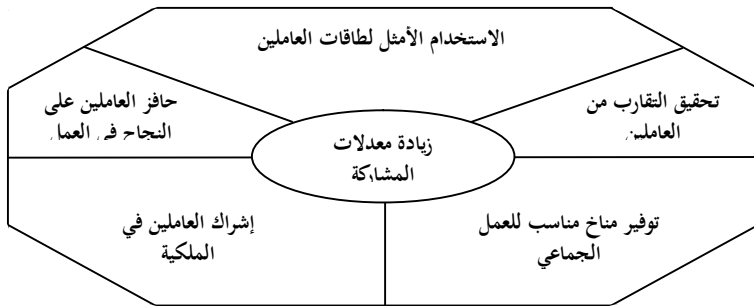 الاستخدام الأمثل لطاقات العاملين
تحقيق التقارب من
العاملين
حافز العاملين على
النجاح في العمل
زيادة معدلات
المشاركة
توفير مناخ مناسب للعمل
الجماعي
إشراك العاملين في
الملكية